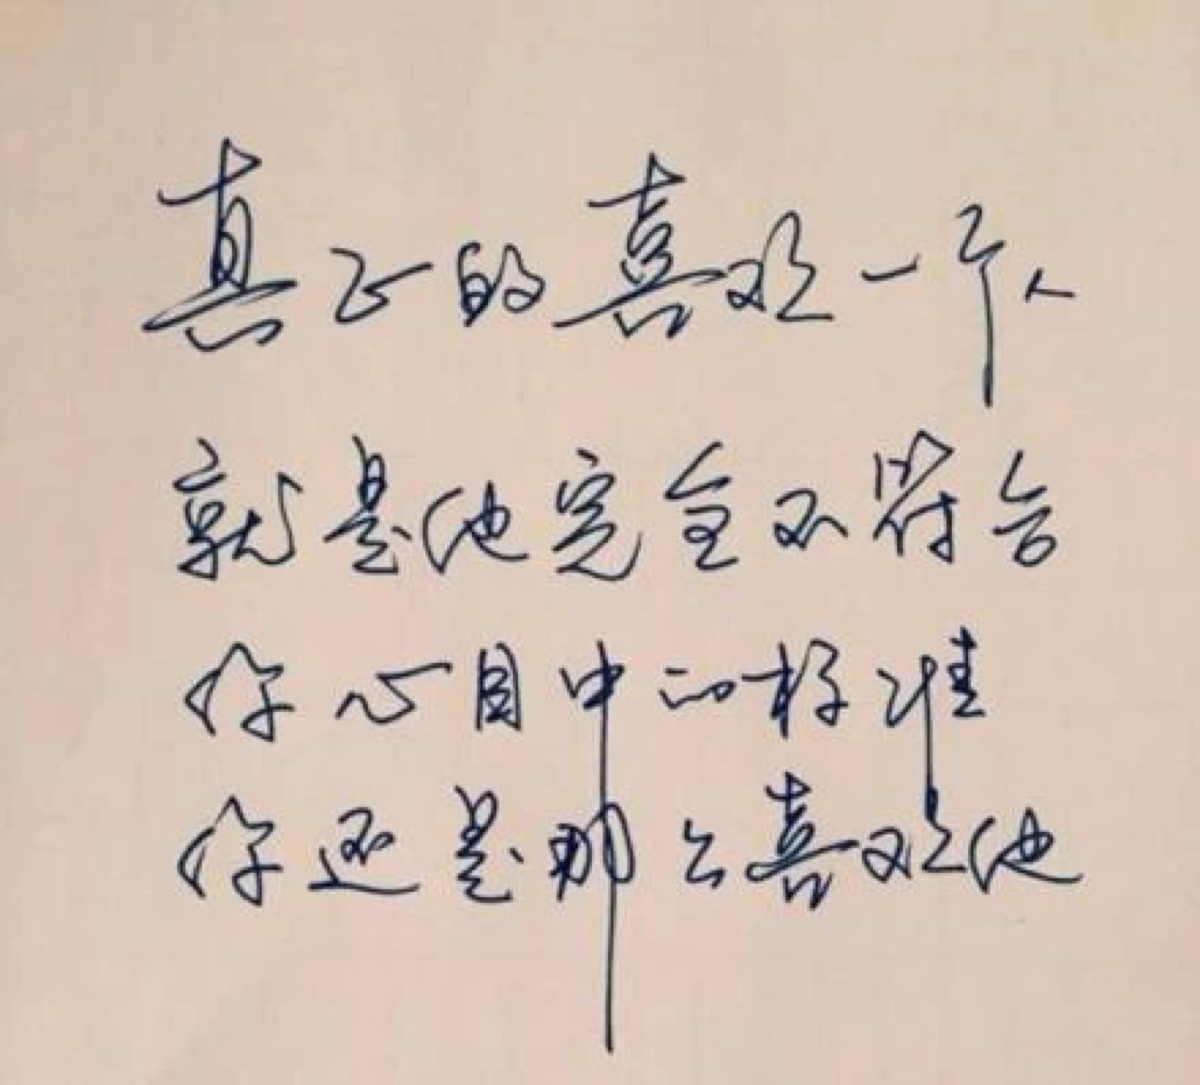 真正的喜欢一个人
就是他完全不符合
你心目中的标准
你还是那么喜欢他